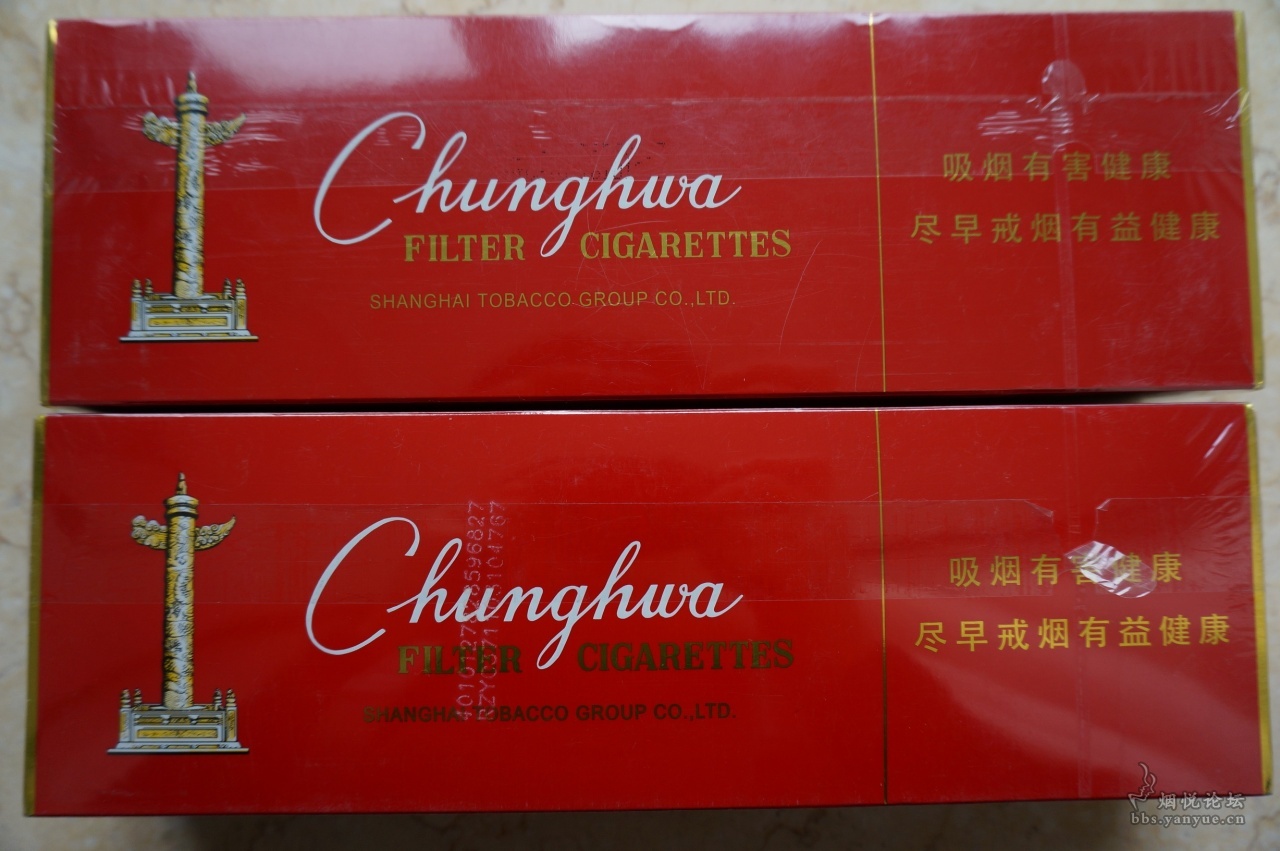 Chunghwa
FILTER CIGARETTES
SHANGHAI TOBACCO GROUP CO.,LTD.
吸烟有害健康
尽早戒烟有益健康
Chunghwa
FILTER CIGARETTES
SHANGHAI TOBACCO GROUP CO.,LTD.
吸烟有害健康
尽早戒烟有益健康
烟悦论坛
bbs.yanyue.cn